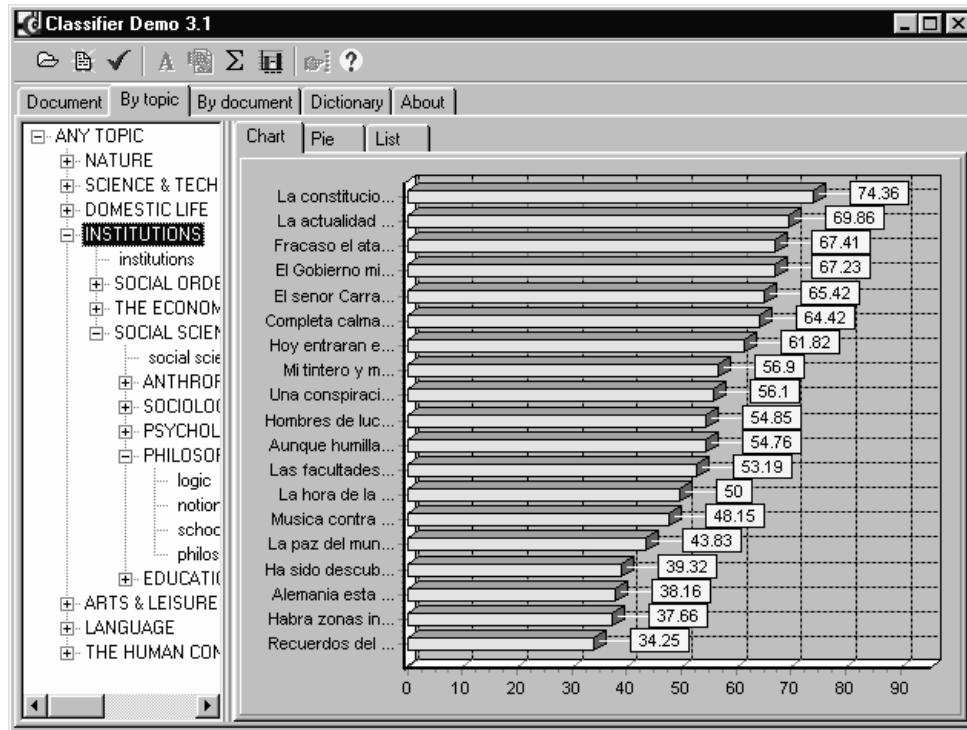 Classifier Demo 3.1
Document By topic By document Dictionary About
ANY TOPIC
NATURE
SCIENCE & TECH
DOMESTIC LIFE
INSTITUTIONS
institutions
SOCIAL ORDE
THE ECONOM
SOCIAL SCIEN
social scie
ANTHROP
SOCIOLOG
PSYCHOL
PHILOSOP
logic
notion
school
philos
EDUCATIO
ARTS & LEISURE
LANGUAGE
THE HUMAN CON
Chart Pie List
La constitucio... 74.36
La actualidad ... 69.86
Fracaso el ata... 67.41
El Gobierno mi... 67.23
El senor Carra... 65.42
Completa calma... 64.42
Hoy entraran e... 61.82
Mi tintero y m... 56.9
Una conspiraci... 56.1
Hombres de luc... 54.85
Aunque humilla... 54.76
Las facultades... 53.19
La hora de la ... 50
Musica contra ... 48.15
La paz del mun... 43.83
Ha sido descub... 39.32
Alemania esta ... 38.16
Habra zonas in... 37.66
Recuerdos del ... 34.25
0 10 20 30 40 50 60 70 80 90